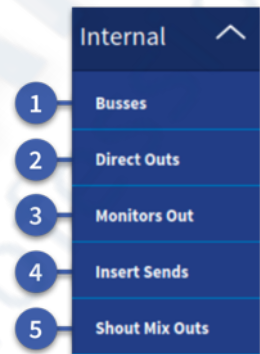 Internal
1 Busses
2 Direct Outs
3 Monitors Out
4 Insert Sends
5 Shout Mix Outs